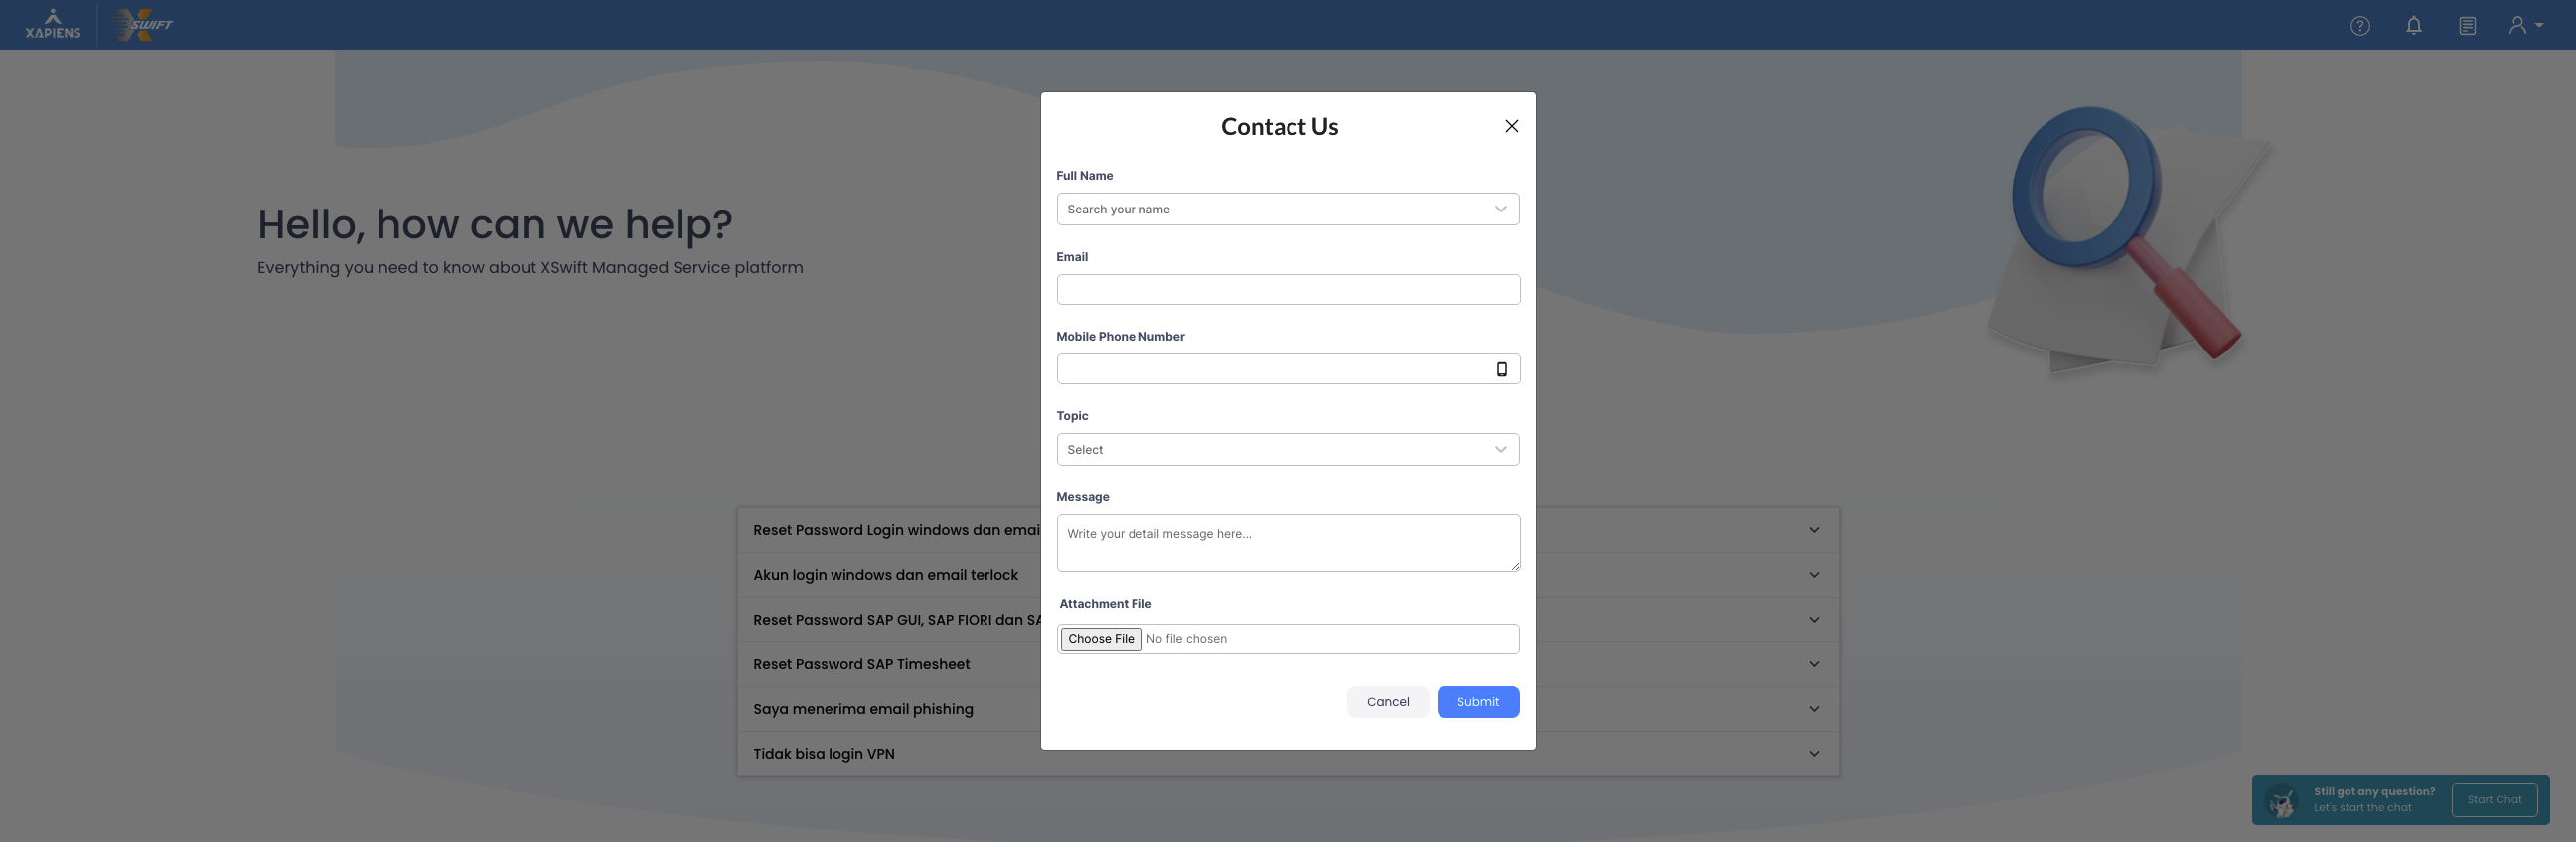 XAPIENS
XSWIFT
Contact Us
Hello, how can we help?
Everything you need to know about XSwift Managed Service platform
Full Name
Search your name
Email
Mobile Phone Number
Topic
Select
Message
Write your detail message here...
Attachment File
Choose File No file chosen
Cancel Submit
Reset Password Login windows dan emai
Akun login windows dan email terlock
Reset Password SAP GUI, SAP FIORI dan SA
Reset Password SAP Timesheet
Saya menerima email phishing
Tidak bisa login VPN
Still got any question?
Let's start the chat
Start Chat